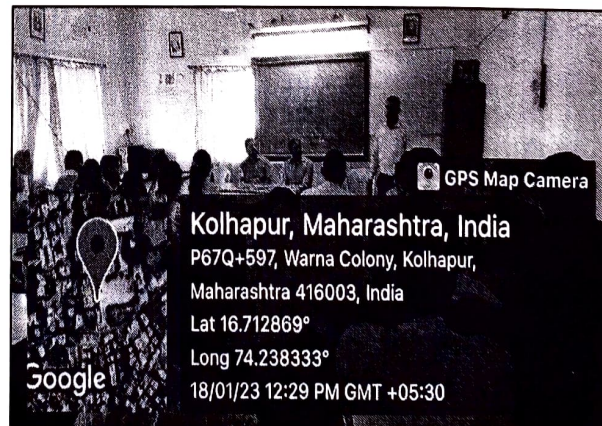 GPS Map Camera
Kolhapur, Maharashtra, India
P67Q+597, Warna Colony, Kolhapur,
Maharashtra 416003, India
Lat 16.712869°
Long 74.238333°
18/01/23 12:29 PM GMT +05:30
Google